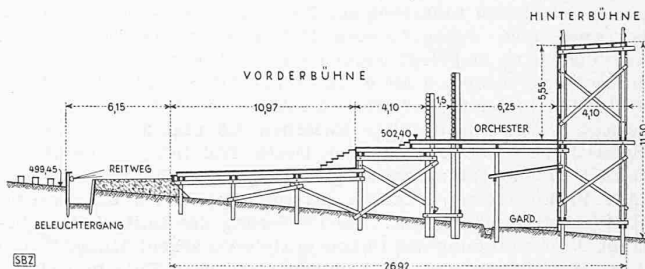 HINTERBÜHNE
VORDERBÜHNE
6,15
10,97
4,10
1,5
6,25
5,55
4,10
11,50
502,40
ORCHESTER
499,45
REITWEG
BELEUCHTERGANG
GARD.
SBZ
26,92